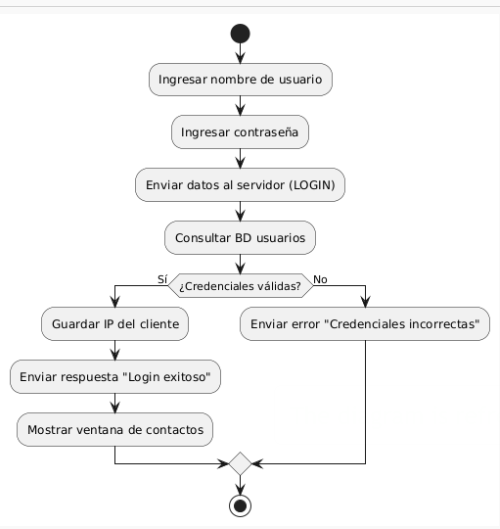 Ingresar nombre de usuario
Ingresar contraseña
Enviar datos al servidor (LOGIN)
Consultar BD usuarios
¿Credenciales válidas?
Sí
No
Guardar IP del cliente
Enviar error "Credenciales incorrectas"
Enviar respuesta "Login exitoso"
Mostrar ventana de contactos